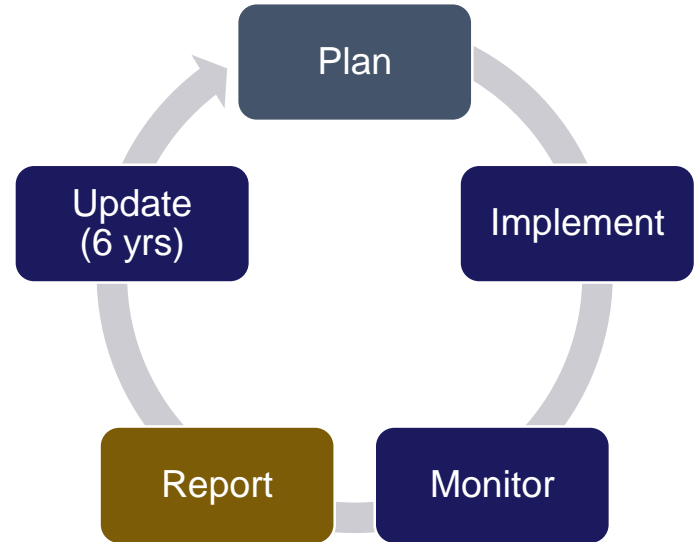 Plan
Implement
Monitor
Report
Update
(6 yrs)